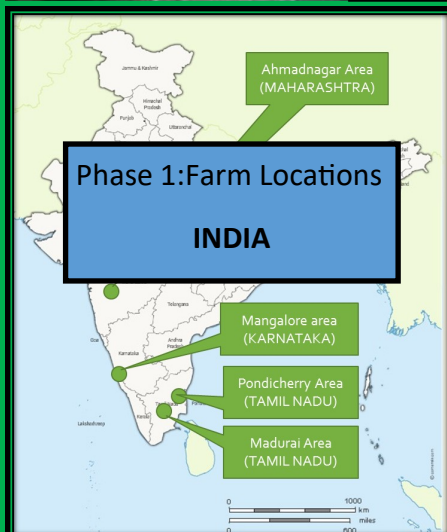 Jammu & Kashmir
Himachal
Pradesh
Punjab
Uttaranchal
Ahmadnagar Area
(MAHARASHTRA)
Phase 1:Farm Locations
INDIA
Telangana
Goa
Karnataka
Andhra
Pradesh
Mangalore area
(KARNATAKA)
Pondicherry Area
(TAMIL NADU)
Lakshadweep
Kerala
Madurai Area
(TAMIL NADU)
0 1000
km
miles
0 600